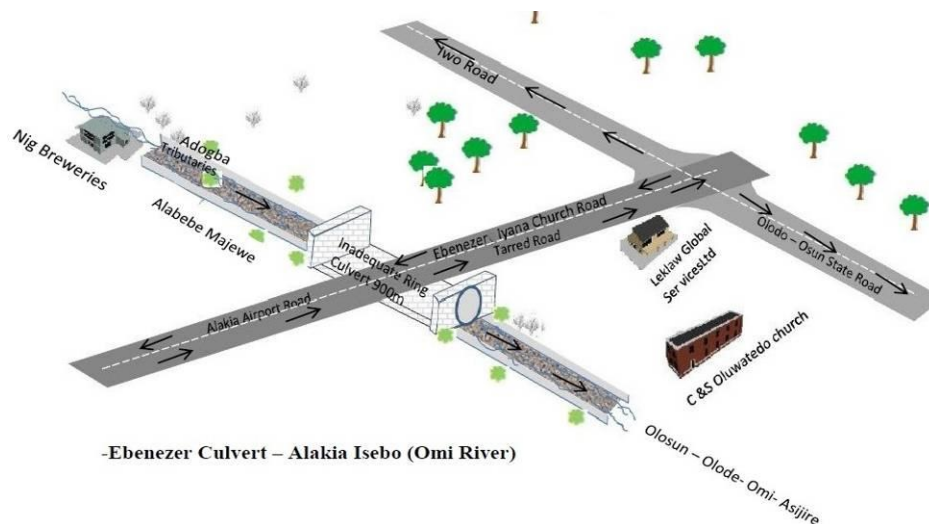 Two Road
Nig Breweries
Adogba
Tributaries
Alabebe Majewe
Inadequate Ring
Culvert 900m
Ebenezer Iyana Church Road
Tarred Road
Alakia Airport Road
Leklaw Global
Ser vicesLtd
Olodo – Osun State Road
C &S Oluwatedo church
Olosun – Olode- Omi- Asijire
-Ebenezer Culvert – Alakia Isebo (Omi River)